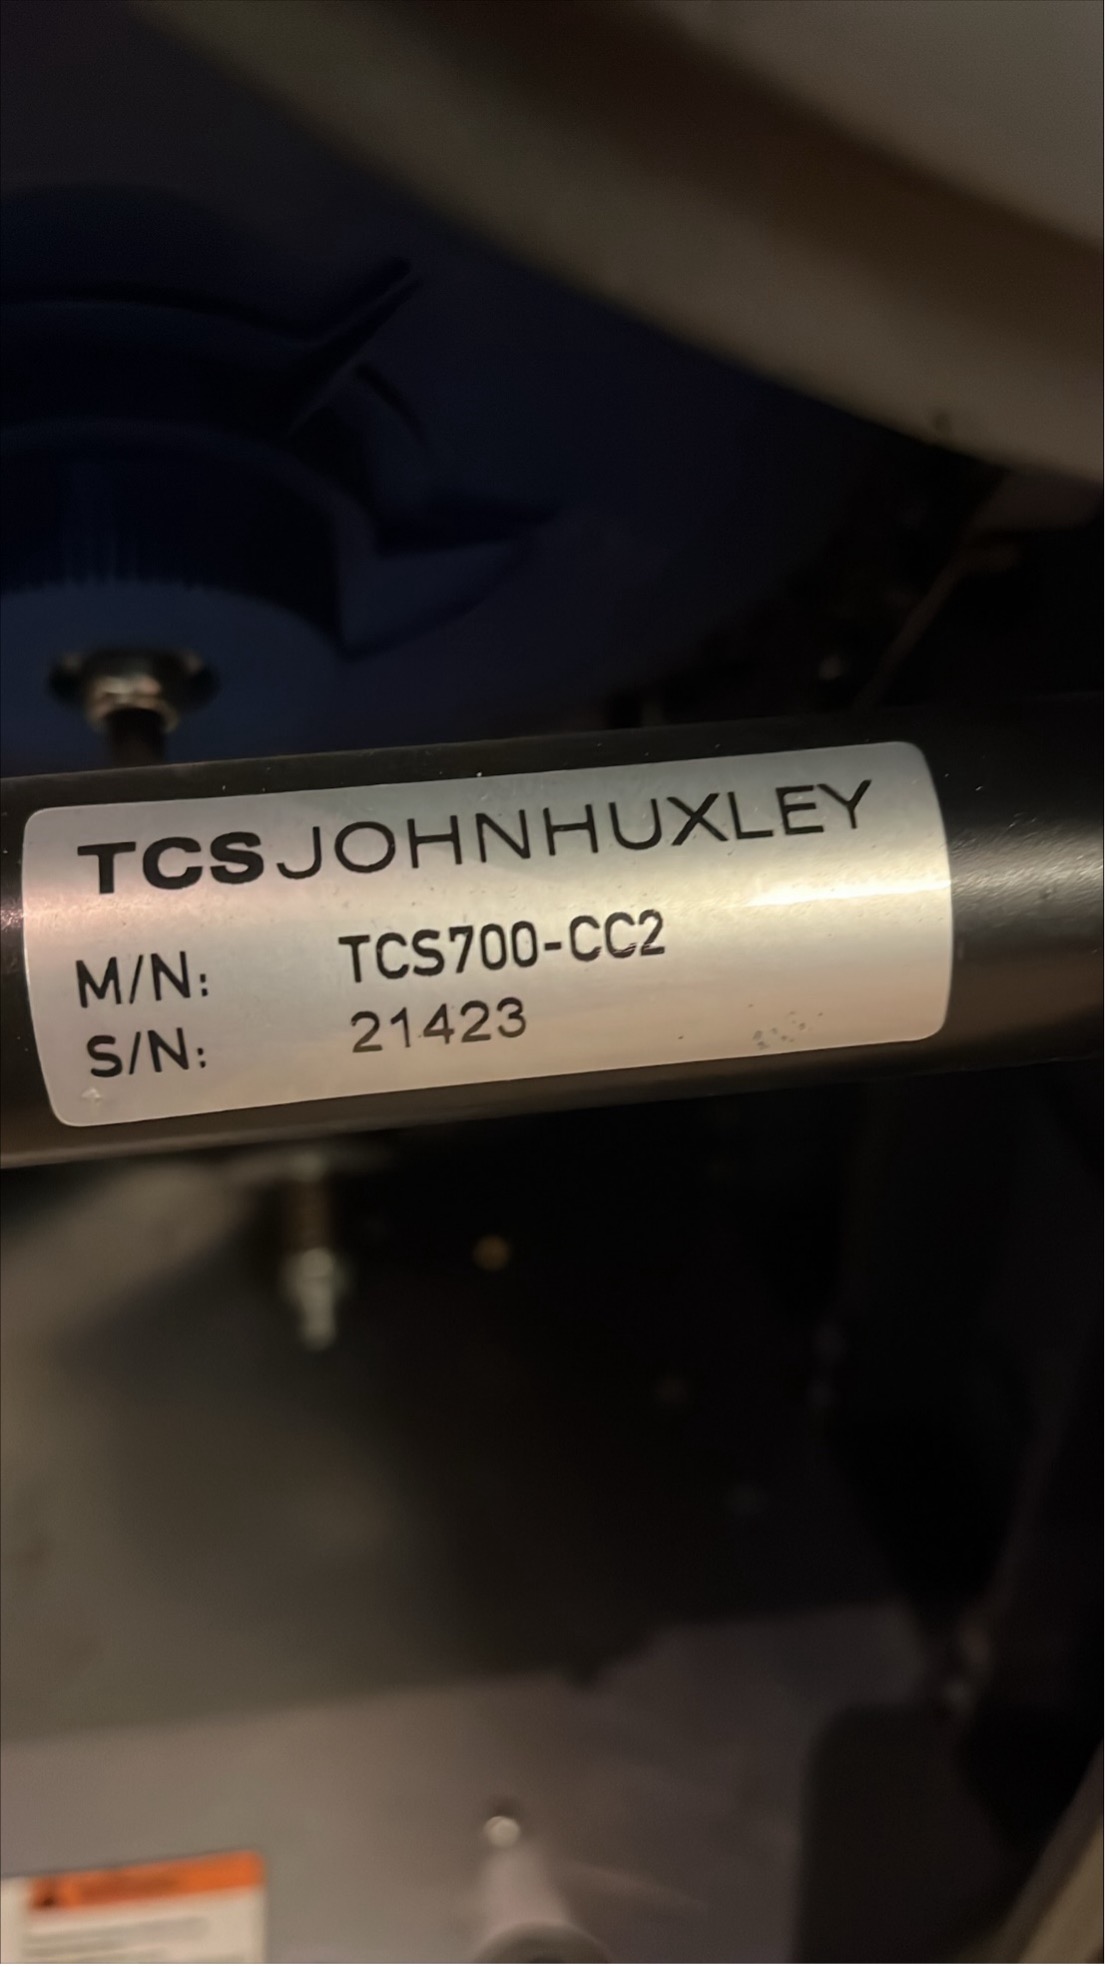 TCSJOHNHUXLEY
M/N: TCS700-CC2
S/N: 21423